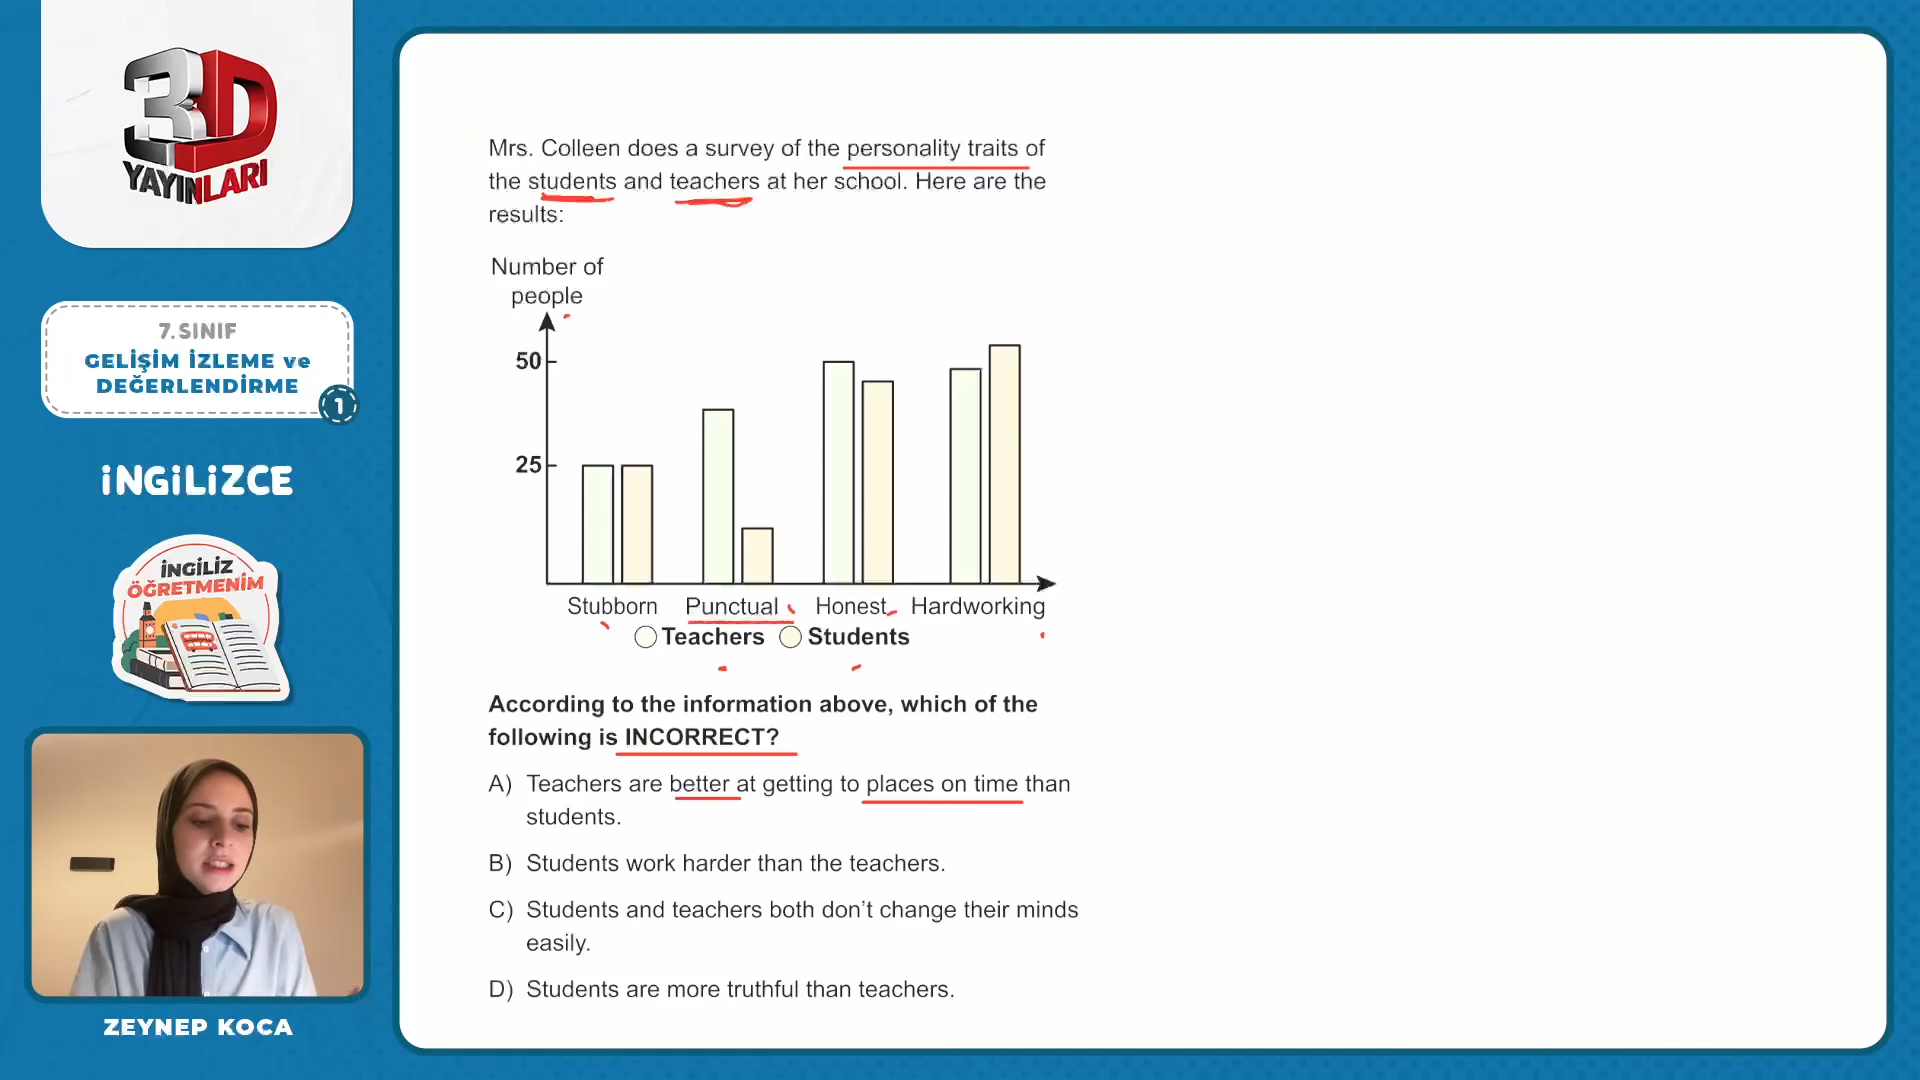 3D
YAYINLARI
7.SINIF
GELİŞİM İZLEME ve
DEĞERLENDİRME
1
İNGİLİZCE
İNGİLİZ
ÖĞRETMENİM
ZEYNEP KOCA
Mrs. Colleen does a survey of the personality traits of
the students and teachers at her school. Here are the
results:
Number of
people
50
25
Stubborn Punctual Honest Hardworking
Teachers Students
According to the information above, which of the
following is INCORRECT?
A) Teachers are better at getting to places on time than
students.
B) Students work harder than the teachers.
C) Students and teachers both don’t change their minds
easily.
D) Students are more truthful than teachers.